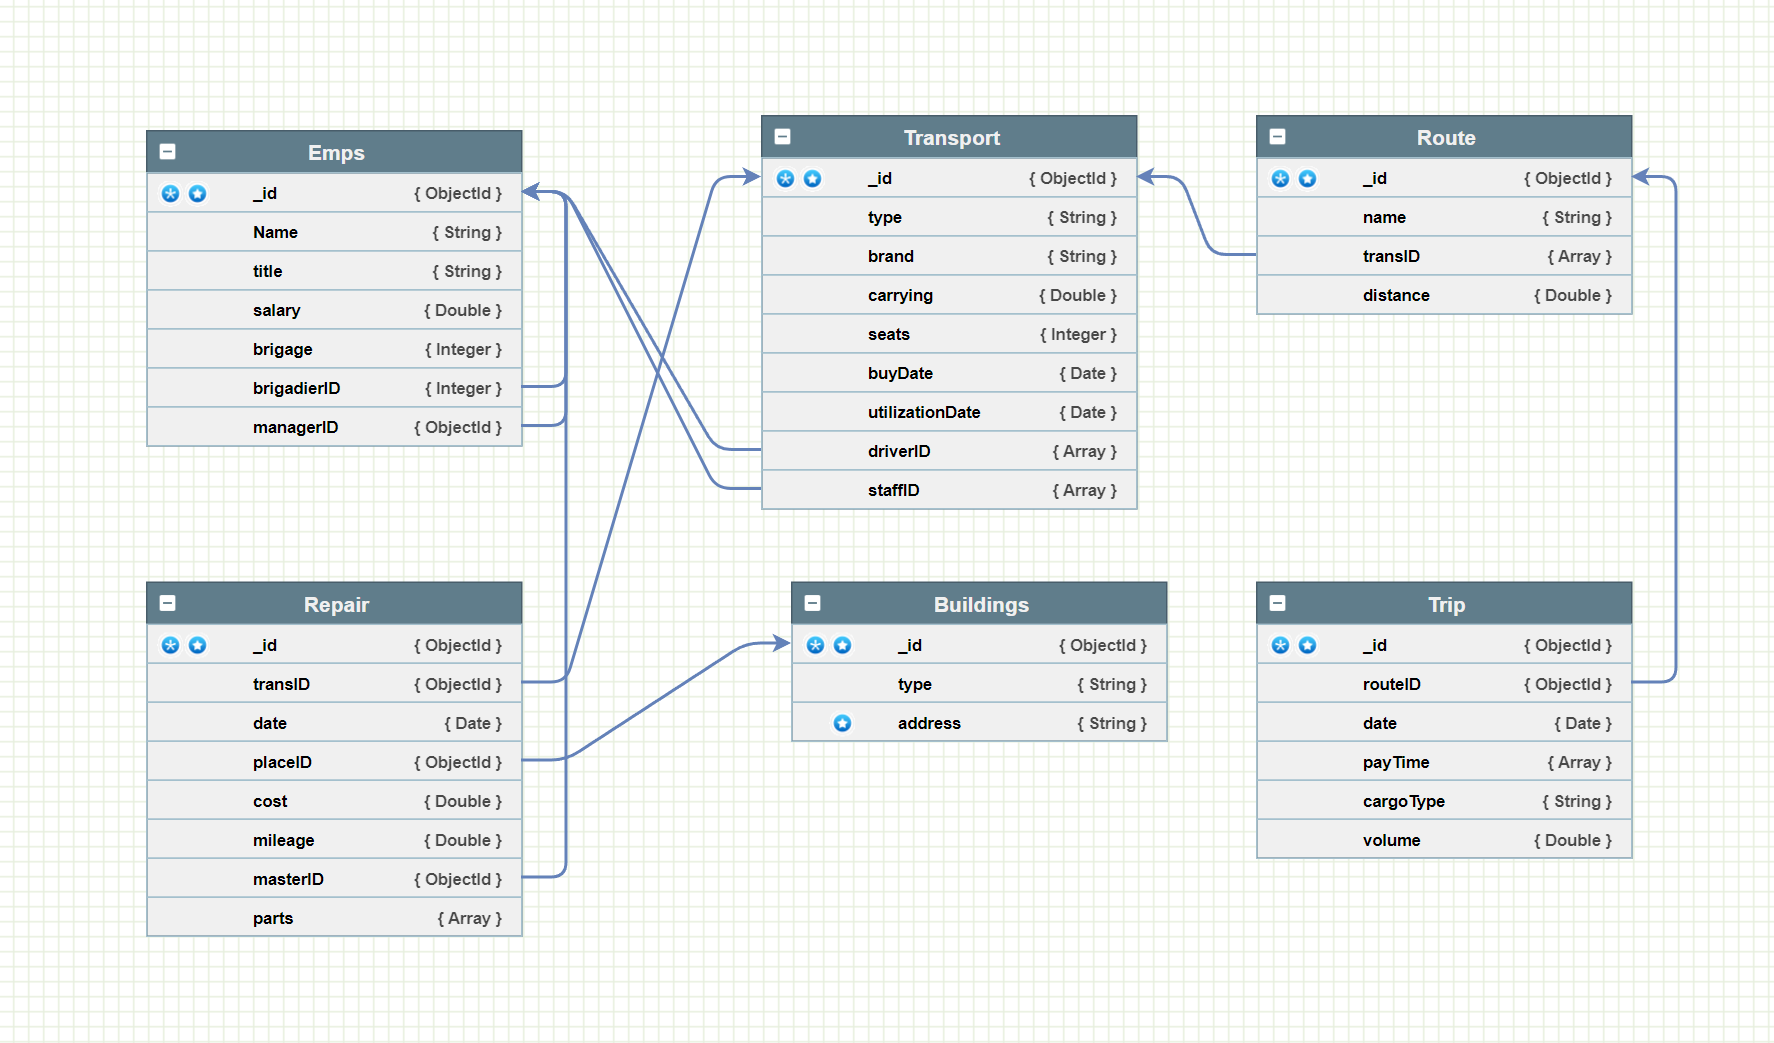 Emps
_id { ObjectId }
Name { String }
title { String }
salary { Double }
brigage { Integer }
brigadierID { Integer }
managerID { ObjectId }
Transport
_id { ObjectId }
type { String }
brand { String }
carrying { Double }
seats { Integer }
buyDate { Date }
utilizationDate { Date }
driverID { Array }
staffID { Array }
Route
_id { ObjectId }
name { String }
transID { Array }
distance { Double }
Repair
_id { ObjectId }
transID { ObjectId }
date { Date }
placeID { ObjectId }
cost { Double }
mileage { Double }
masterID { ObjectId }
parts { Array }
Buildings
_id { ObjectId }
type { String }
address { String }
Trip
_id { ObjectId }
routeID { ObjectId }
date { Date }
payTime { Array }
cargoType { String }
volume { Double }